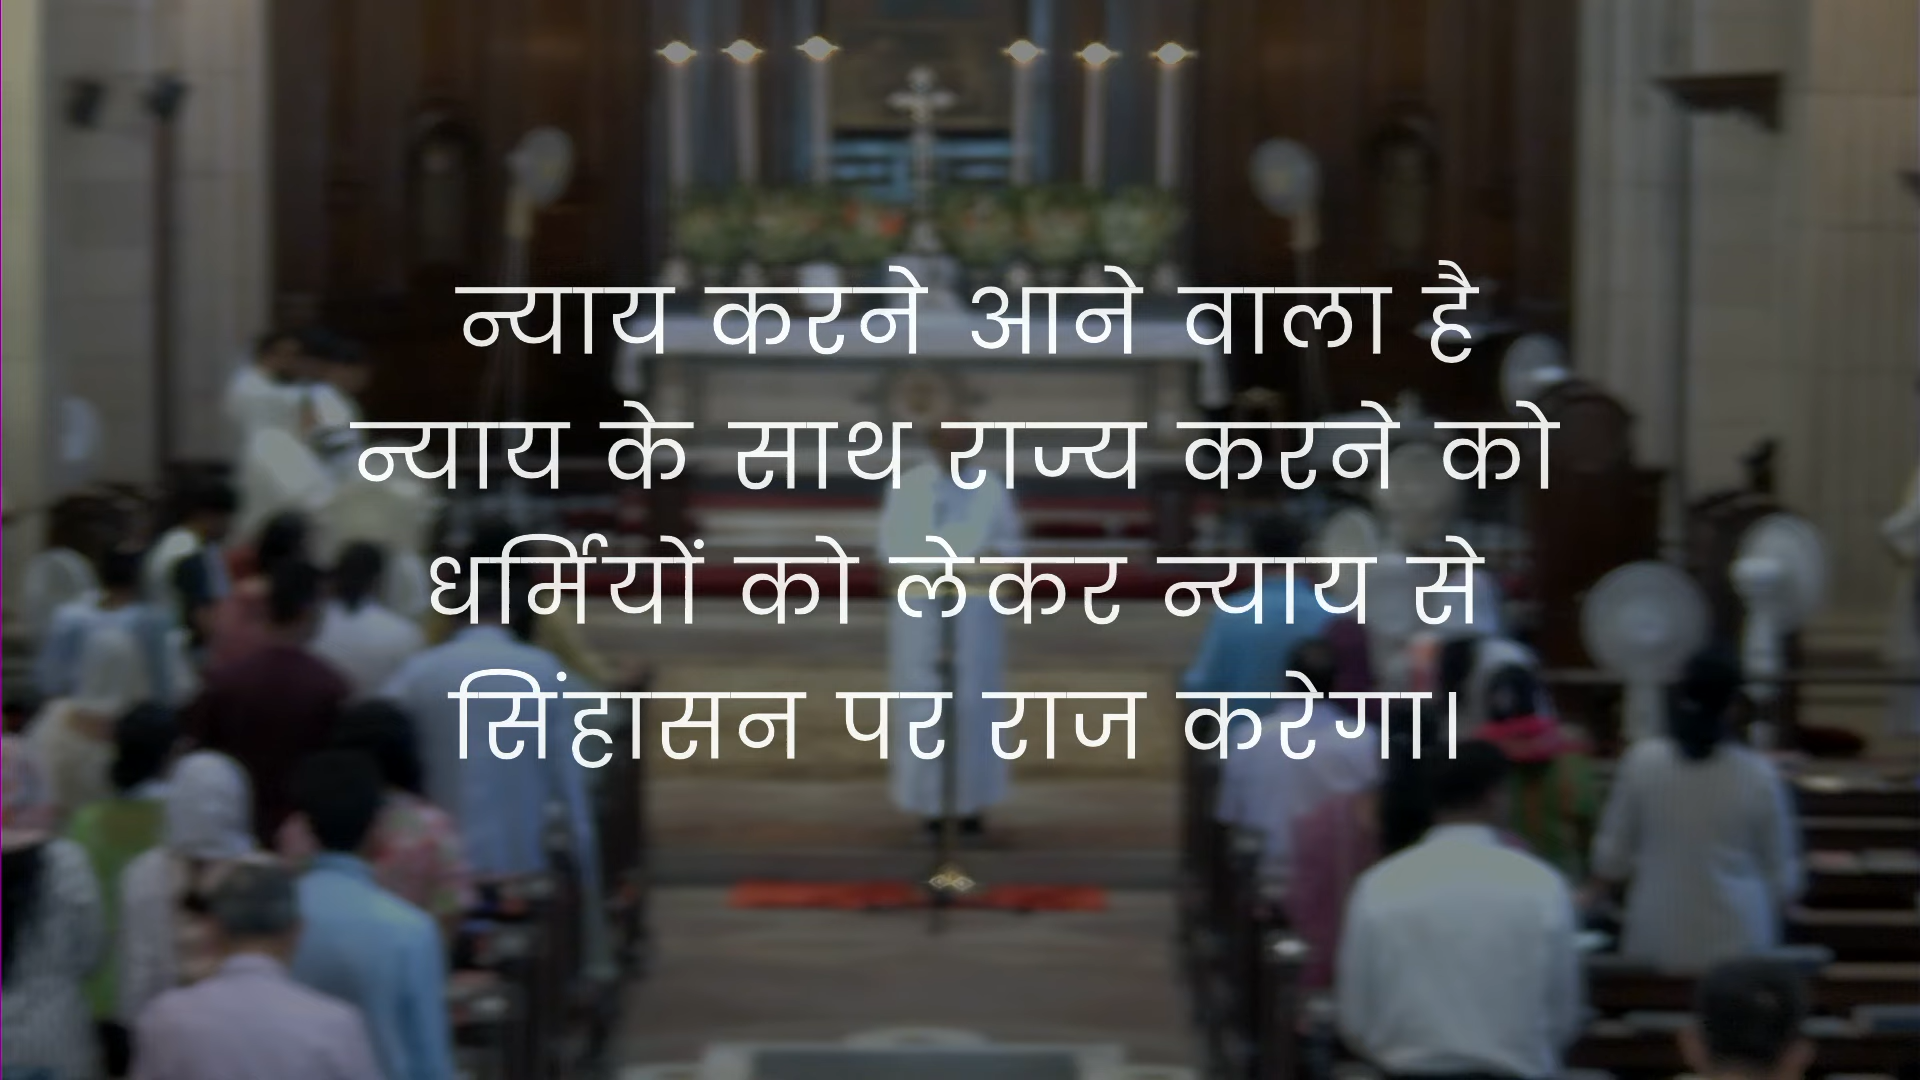 न्याय करने आने वाला है
न्याय के साथ राज्य करने को
धर्मियों को लेकर न्याय से
सिंहासन पर राज करेगा।